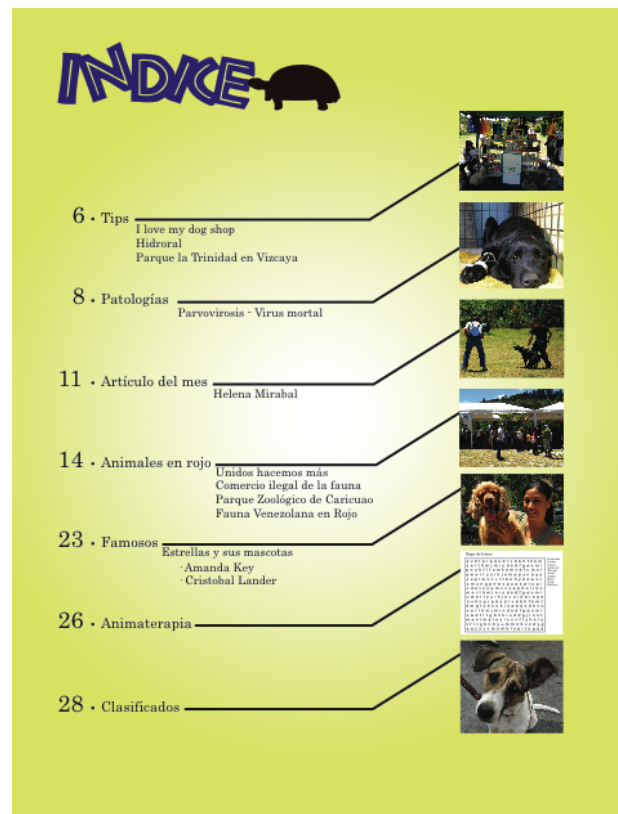 INDICE
6 · Tips
I love my dog shop
Hidroral
Parque la Trinidad en Vizcaya
8 · Patologías
Parvovirosis - Virus mortal
11 · Artículo del mes
Helena Mirabal
14 · Animales en rojo
Unidos hacemos más
Comercio ilegal de la fauna
Parque Zoológico de Caricuao
Fauna Venezolana en Rojo
23 · Famosos
Estrellas y sus mascotas
· Amanda Key
· Cristobal Lander
26 · Animaterapia
28 · Clasificados